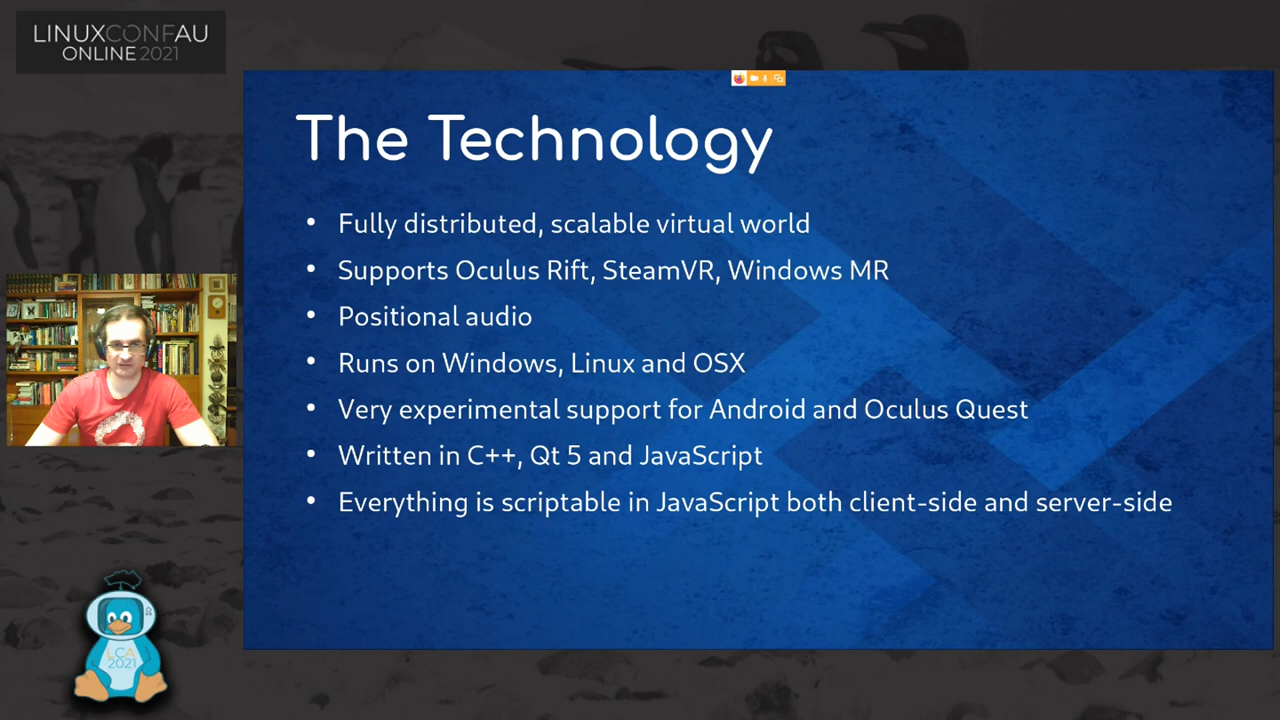 LINUXCONFAU
ONLINE 2021
The Technology
• Fully distributed, scalable virtual world
• Supports Oculus Rift, SteamVR, Windows MR
• Positional audio
• Runs on Windows, Linux and OSX
• Very experimental support for Android and Oculus Quest
• Written in C++, Qt 5 and JavaScript
• Everything is scriptable in JavaScript both client-side and server-side
LCA
2021